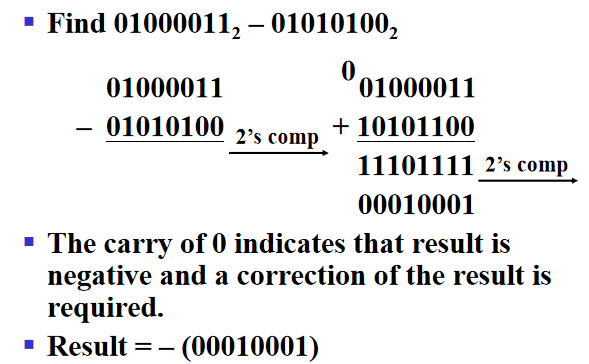 ▪ Find 01000011₂ – 01010100₂
01000011 0 01000011
– 01010100 2's comp + 10101100
11101111 2's comp
00010001
▪ The carry of 0 indicates that result is
negative and a correction of the result is
required.
▪ Result = – (00010001)